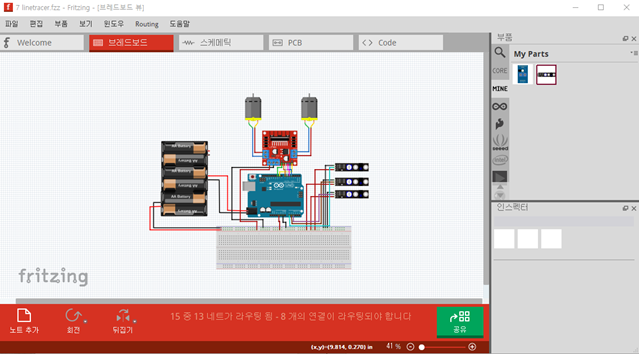 7 linetracer.fzz - Fritzing - [브레드보드 뷰]
파일 편집 부품 보기 윈도우 Routing 도움말
Welcome 브레드보드 스케메틱 PCB Code
부품
My Parts
CORE
MINE
seeed
인스펙터
fritzing
15 중 13 네트가 라우팅 됨 - 8 개의 연결이 라우팅되야 합니다
노트 추가 회전 뒤집기 공유
(x,y)=(9.814, 0.270) in 41 %